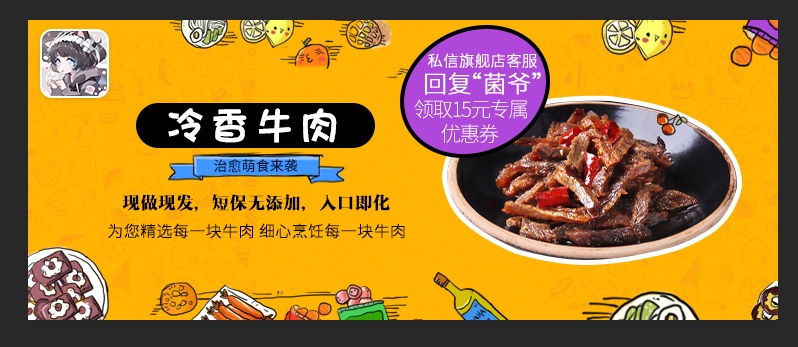 私信旗舰店客服
回复“菌爷”
领取15元专属
优惠券
冷香牛肉
治愈萌食来袭
现做现发，短保无添加，入口即化
为您精选每一块牛肉 细心烹饪每一块牛肉